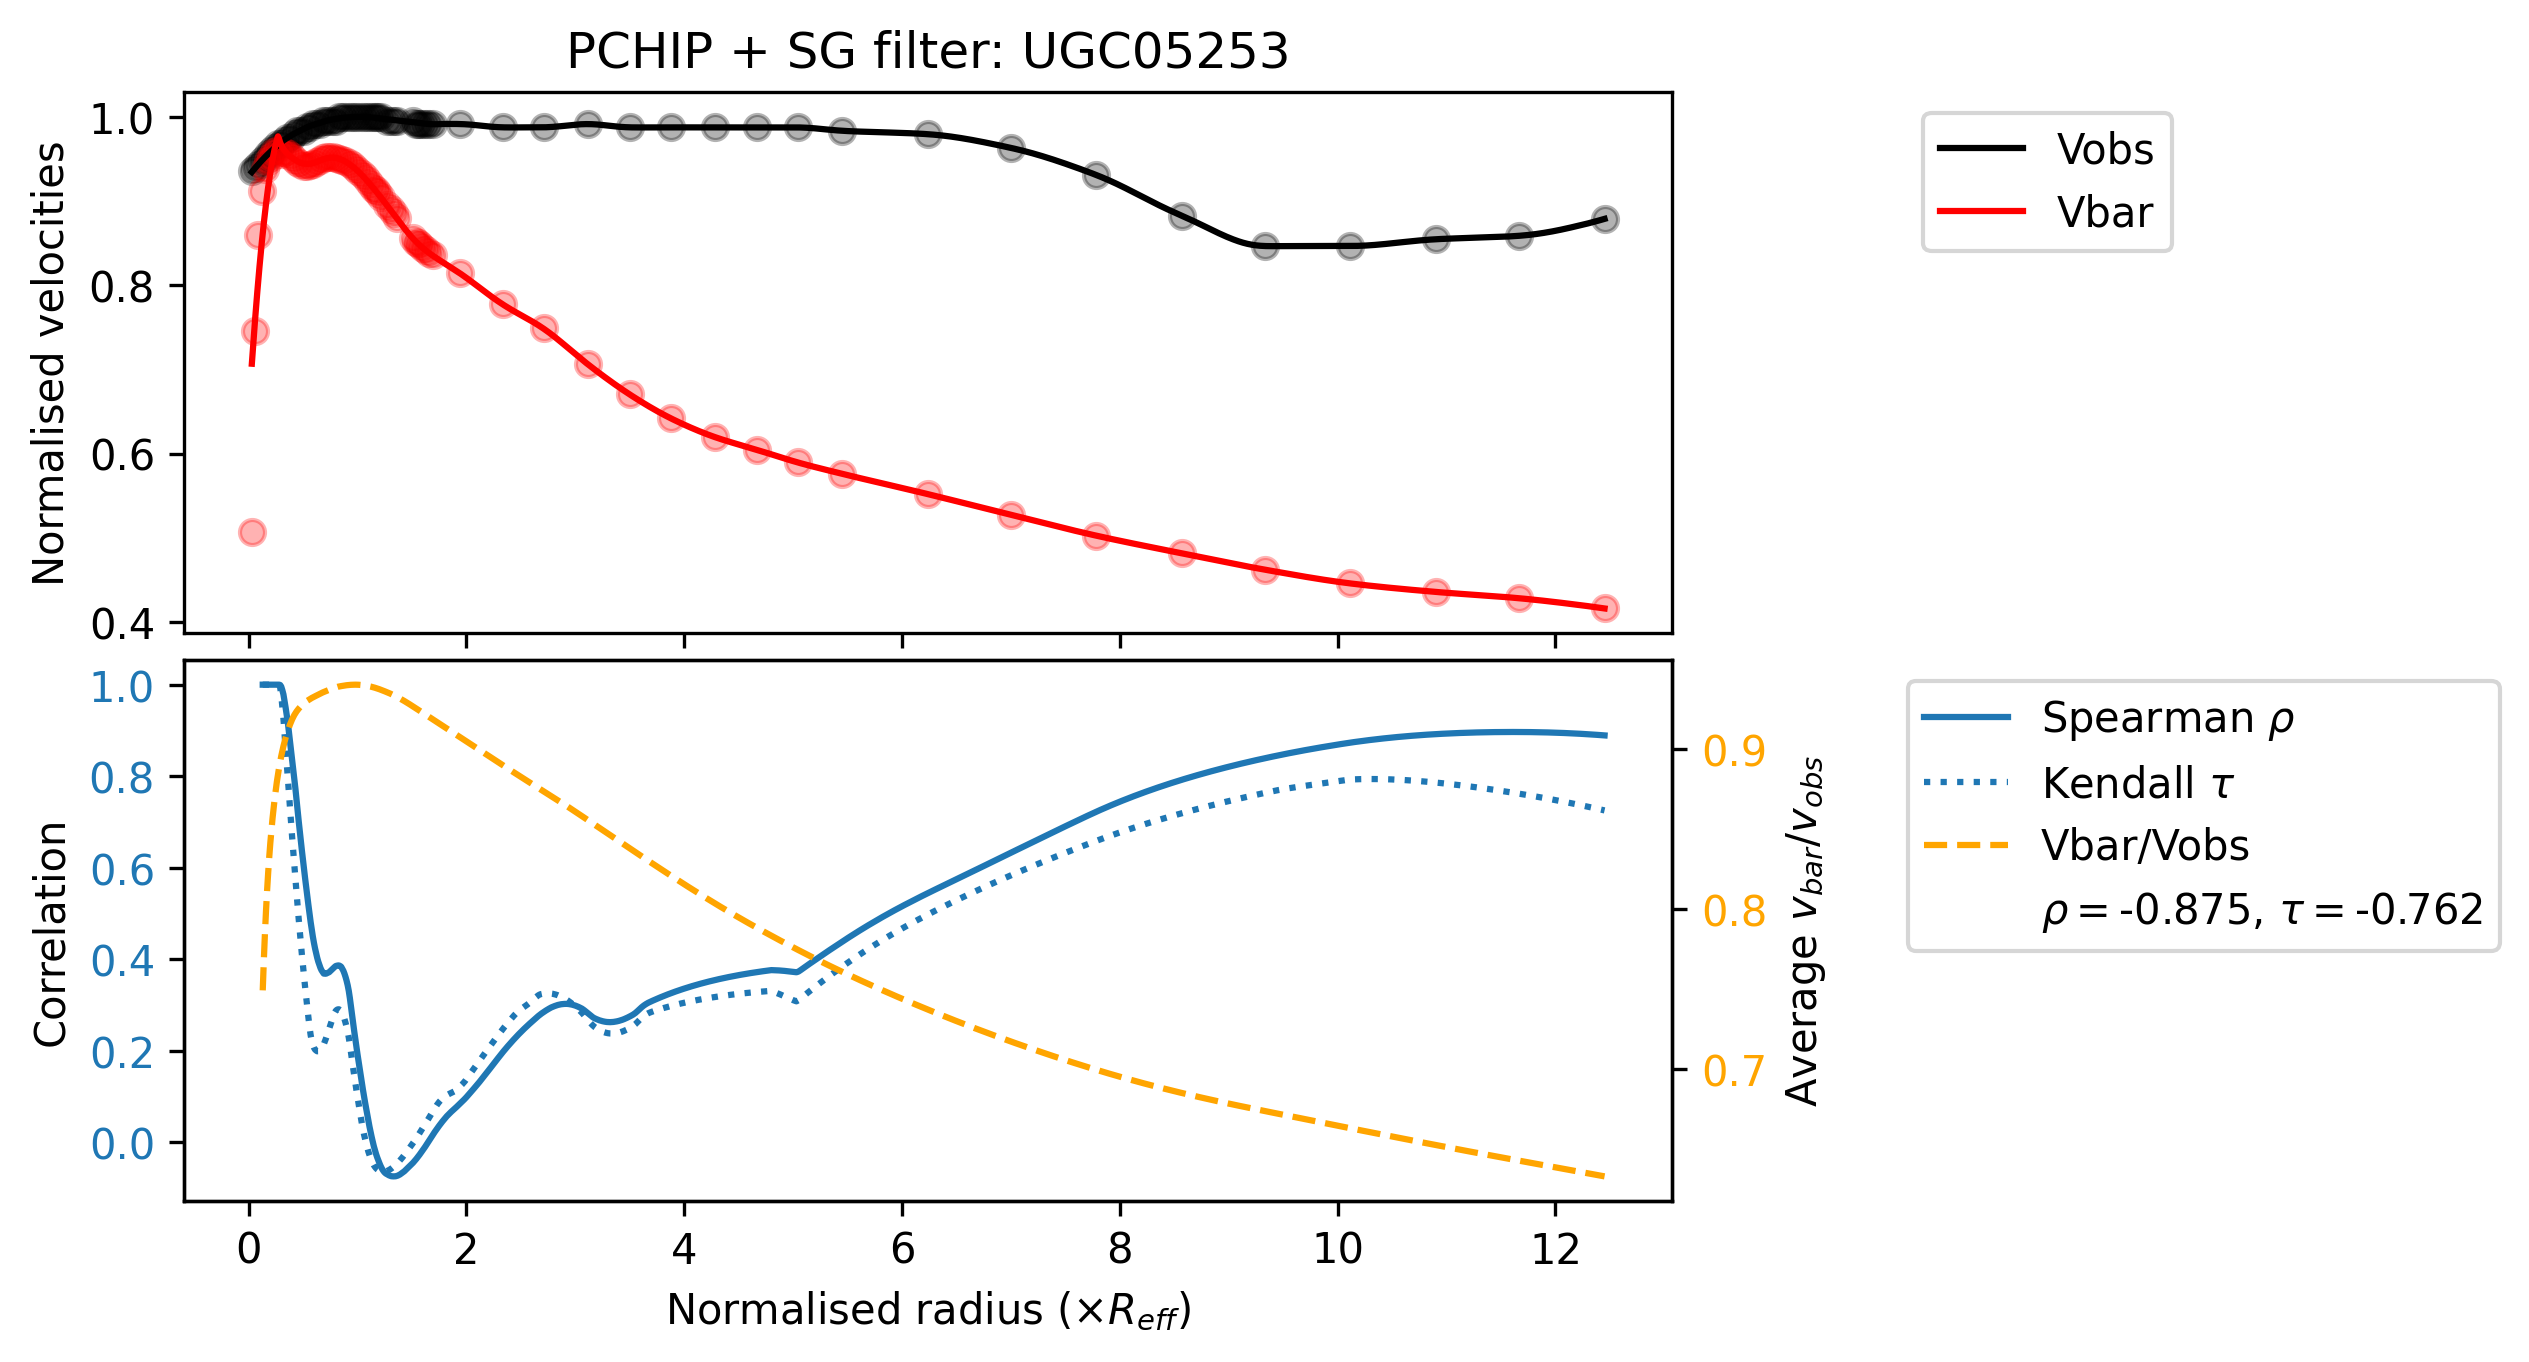 PCHIP + SG filter: UGC05253
Normalised velocities
1.0
0.8
0.6
0.4
Vobs
Vbar
Correlation
1.0
0.8
0.6
0.4
0.2
0.0
0.9
0.8
0.7
Average v_bar/v_obs
Spearman ρ
Kendall τ
Vbar/Vobs
ρ = -0.875, τ = -0.762
0 2 4 6 8 10 12
Normalised radius (×R_eff)